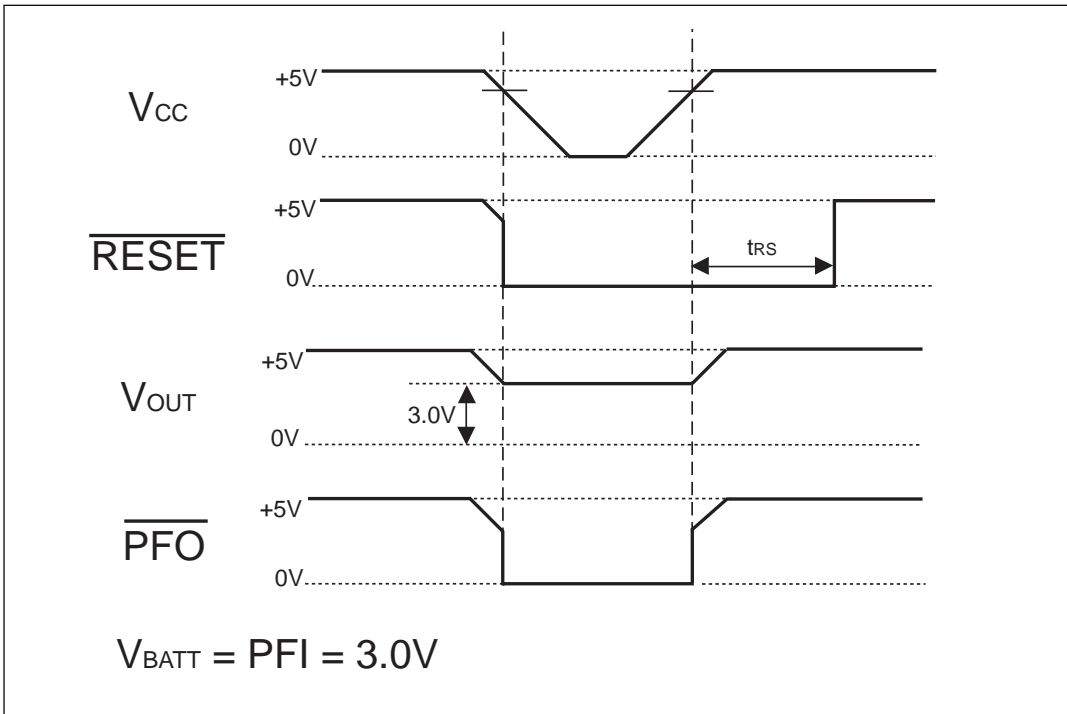 +5V
VCC
0V
+5V
RESET
tRS
0V
+5V
VOUT
3.0V
0V
+5V
PFO
0V
VBATT = PFI = 3.0V